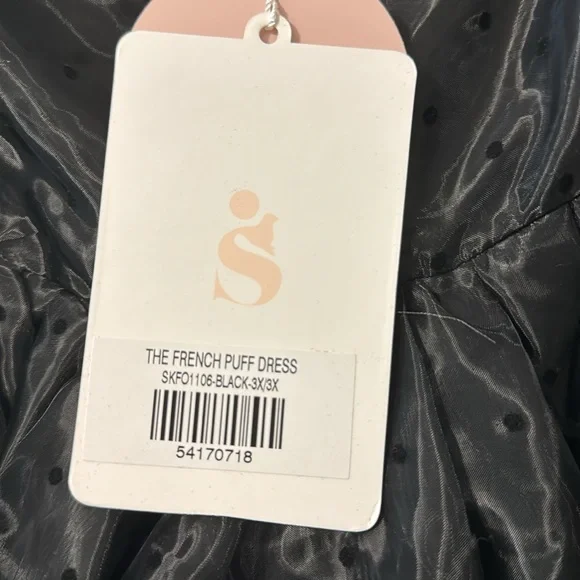 THE FRENCH PUFF DRESS
SKFO1106-BLACK-3X/3X
54170718